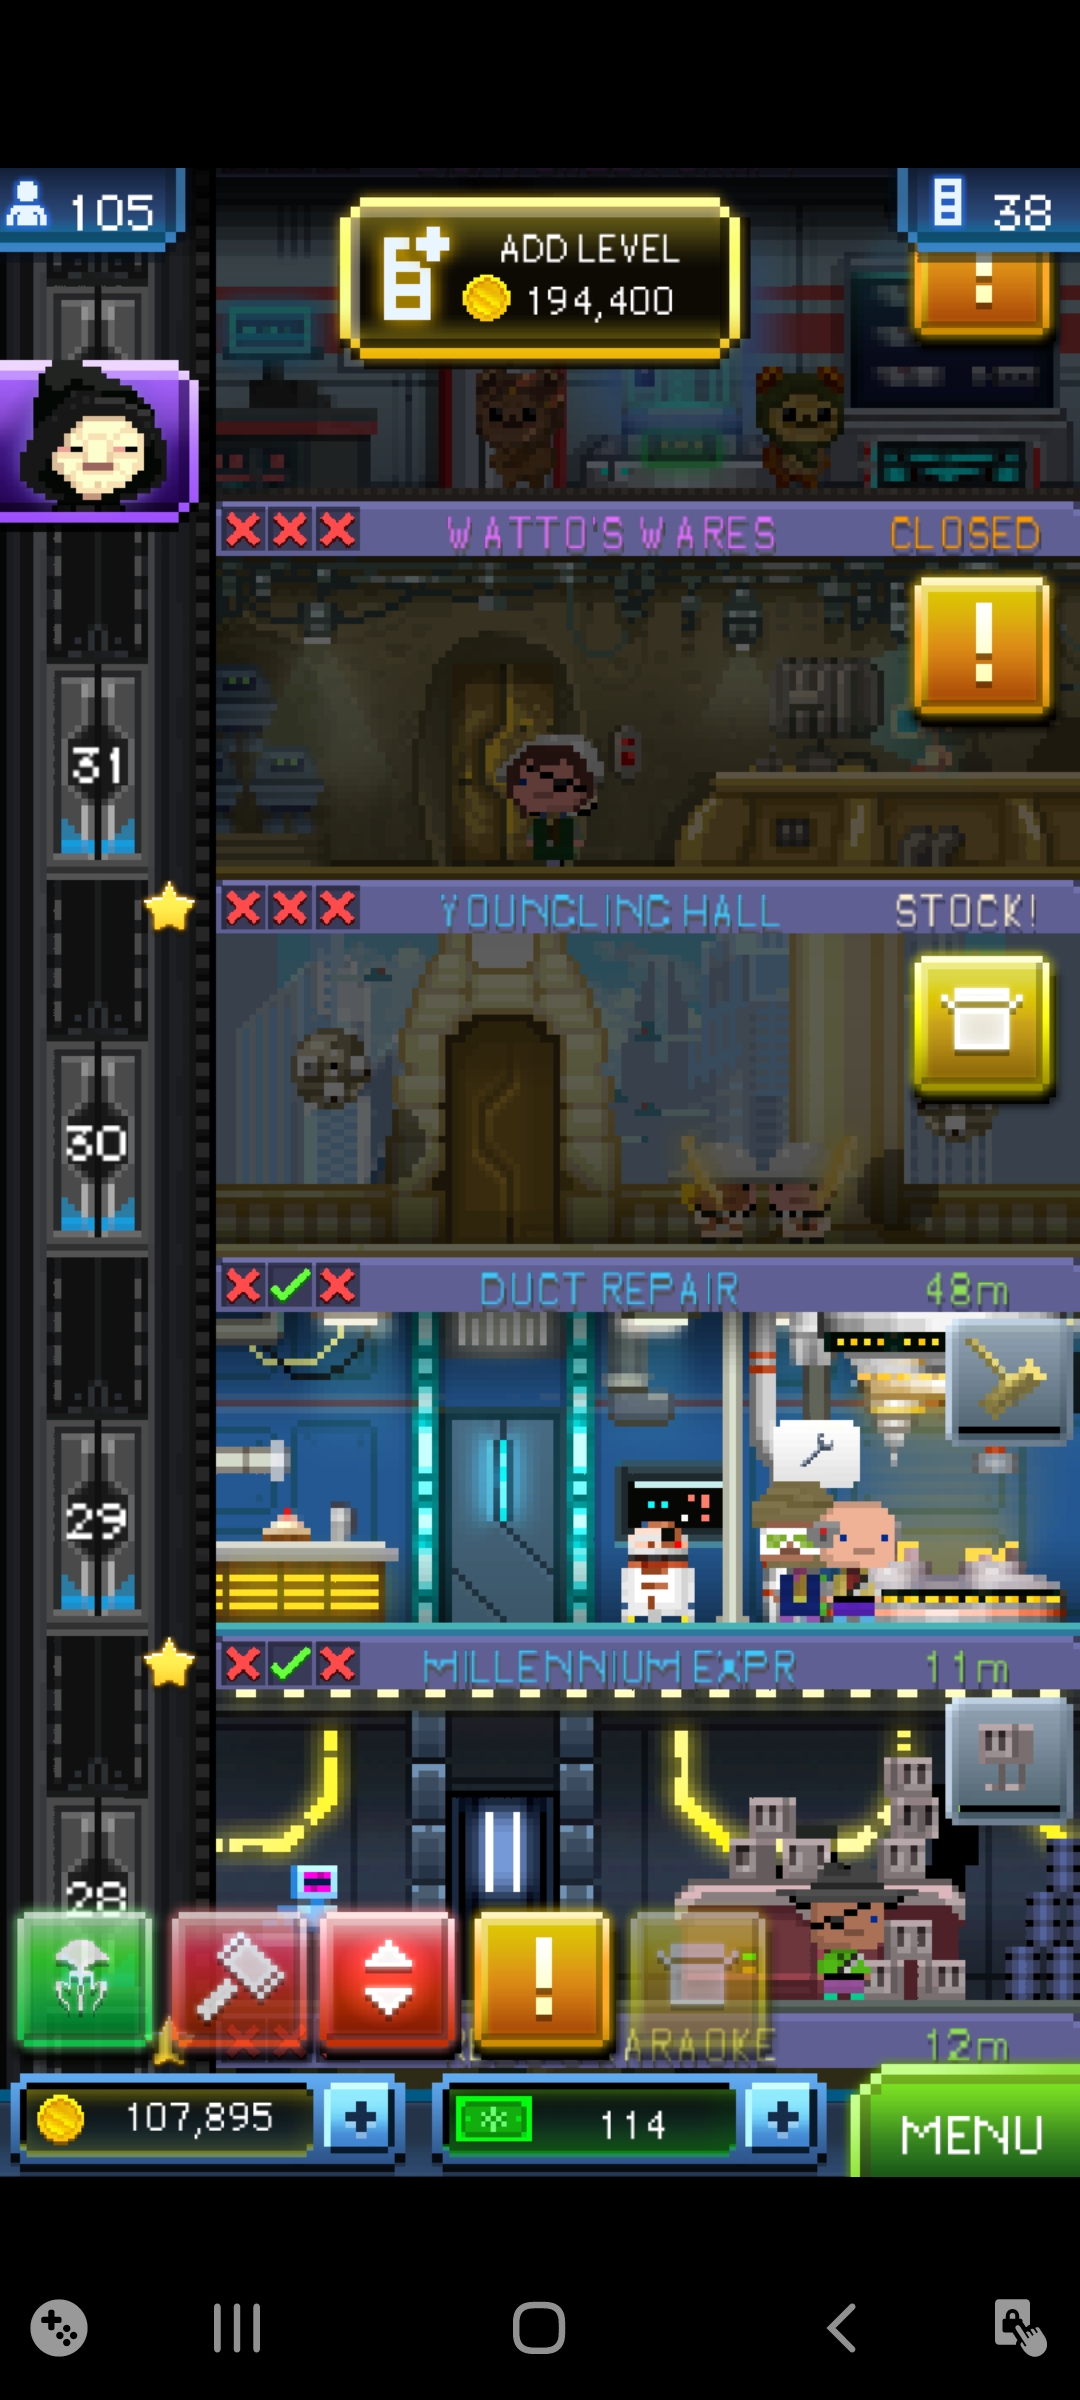 105
ADD LEVEL
194,400
38
WATTO'S WARES
CLOSED
31
YOUNGLING HALL
STOCK!
30
DUCT REPAIR
48m
29
MILLENNIUM EXPR
11m
28
ARAOKE
12m
107,895
114
MENU